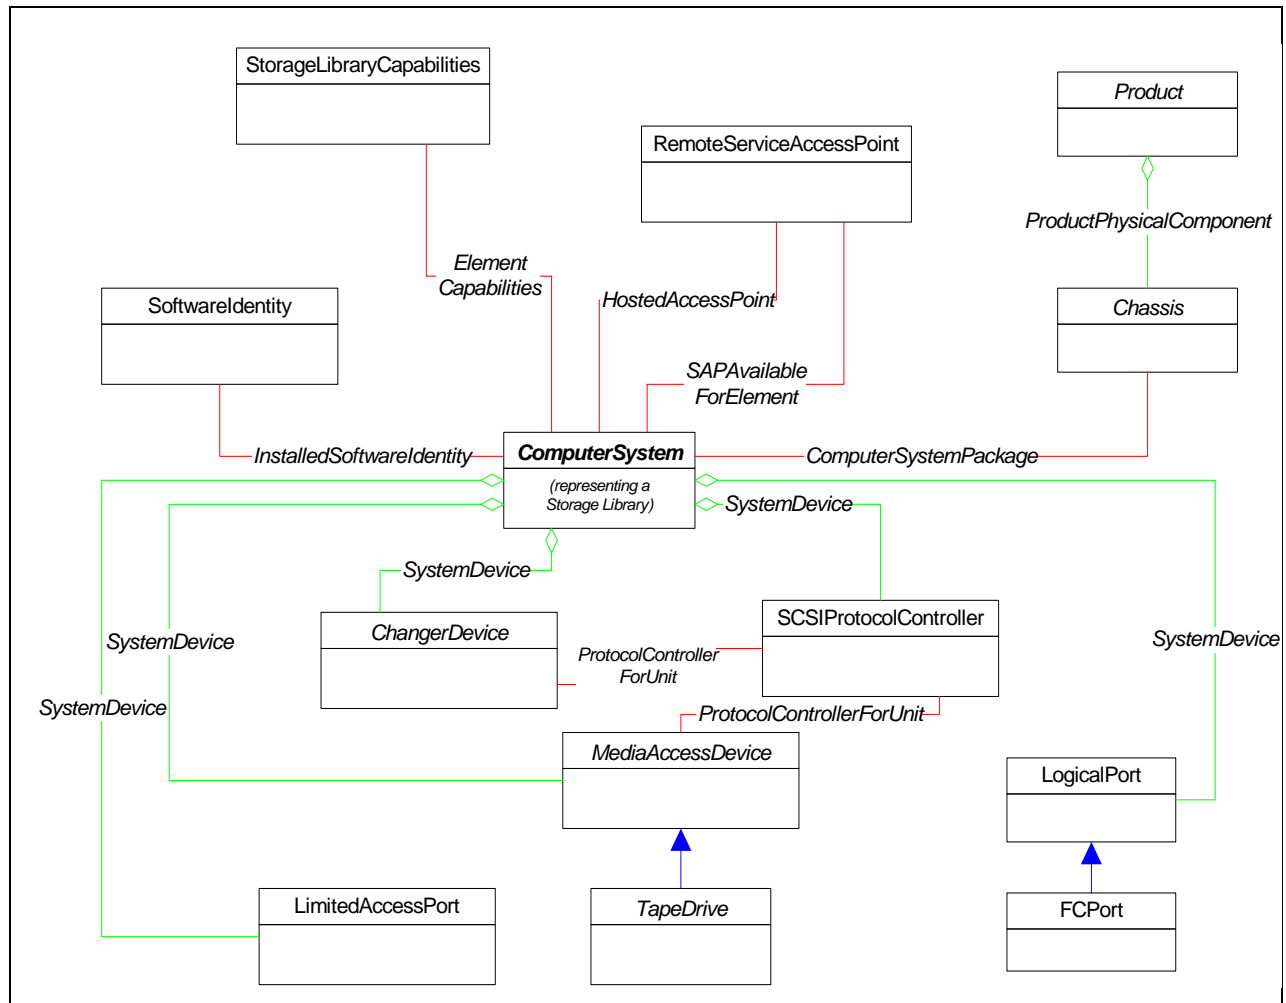 StorageLibraryCapabilities
Product
RemoteServiceAccessPoint
ProductPhysicalComponent
Element
Capabilities
HostedAccessPoint
SoftwareIdentity
Chassis
SAPAvailable
ForElement
InstalledSoftwareIdentity
ComputerSystem
ComputerSystemPackage
(representing a
Storage Library)
SystemDevice
SystemDevice
ChangerDevice
SCSIProtocolController
SystemDevice
SystemDevice
ProtocolController
ForUnit
SystemDevice
ProtocolControllerForUnit
MediaAccessDevice
LogicalPort
LimitedAccessPort
TapeDrive
FCPort